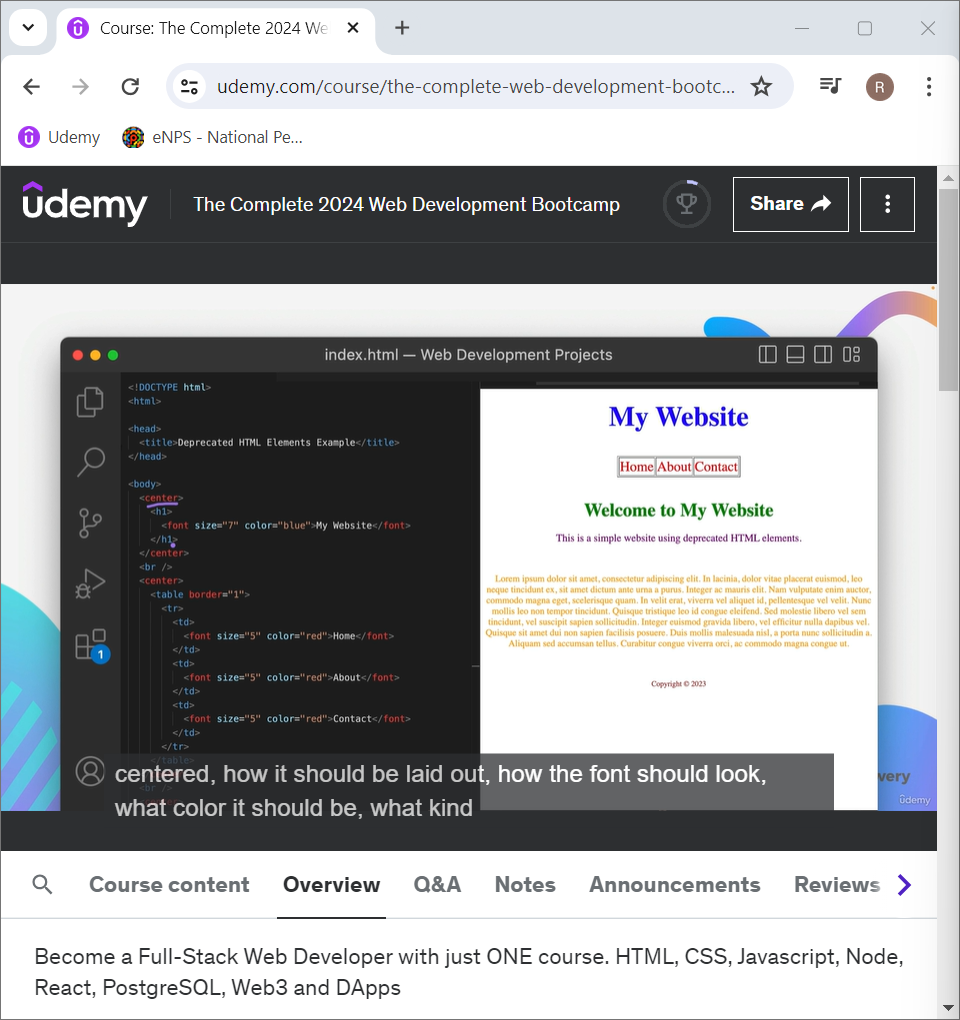 Course: The Complete 2024 We
udemy.com/course/the-complete-web-development-bootc...
R
Udemy
eNPS - National Pe...
udemy
The Complete 2024 Web Development Bootcamp
Share
index.html — Web Development Projects
<!DOCTYPE html>
<html>
<head>
<title>Deprecated HTML Elements Example</title>
</head>
<body>
<center>
<h1>
<font size="7" color="blue">My Website</font>
</h1>
</center>
<br />
<center>
<table border="1">
<tr>
<td>
<font size="5" color="red">Home</font>
</td>
<td>
<font size="5" color="red">About</font>
</td>
<td>
<font size="5" color="red">Contact</font>
</td>
</tr>
</table>
<br />
1
My Website
Home About Contact
Welcome to My Website
This is a simple website using deprecated HTML elements.
Lorem ipsum dolor sit amet, consectetur adipiscing elit. In lacinia, dolor vitae placerat euismod, leo
neque tincidunt ex, sit amet dictum ante urna a purus. Integer ac mauris elit. Nam vulputate enim auctor,
commodo magna eget, scelerisque quam. In velit erat, viverra vel aliquet id, pellentesque vel velit. Nunc
mollis leo non tempor tincidunt. Quisque tristique leo id congue eleifend. Sed molestie libero vel sem
tincidunt, vel suscipit sapien sollicitudin. Integer euismod gravida libero, vel efficitur nulla dapibus vel.
Quisque sit amet dui non sapien facilisis posuere. Duis mollis malesuada nisl, a porta nunc sollicitudin a.
Aliquam sed accumsan tellus. Curabitur congue viverra orci, ac commodo magna congue ut.
Copyright © 2023
centered, how it should be laid out, how the font should look,
what color it should be, what kind
very
udemy
Course content
Overview
Q&A
Notes
Announcements
Reviews
Become a Full-Stack Web Developer with just ONE course. HTML, CSS, Javascript, Node,
React, PostgreSQL, Web3 and DApps